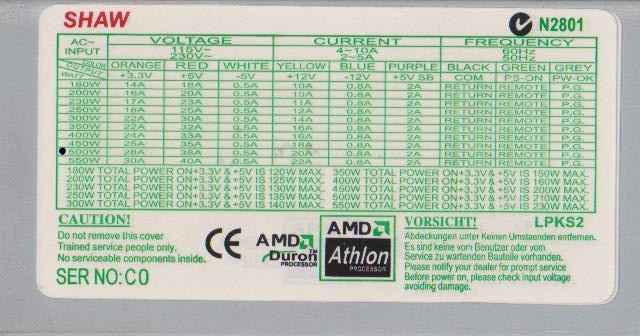 SHAW
N2801
AC~ INPUT VOLTAGE CURRENT FREQUENCY
115V~ 4-10A 60Hz
230V~ 2-5A 50Hz
COLOR ORANGE RED WHITE YELLOW BLUE PURPLE BLACK GREEN GREY
OUTPUT WATT +3.3V +5V -5V +12V -12V +5V SB COM PS-ON PW-OK
180W 14A 18A 0.5A 10A 0.8A 2A RETURN REMOTE P.G.
200W 0.5A 10A 0.8A 2A RETURN REMOTE P.G.
230W 0.5A 0.8A 2A RETURN REMOTE P.G.
250W 0.5A 0.8A 2A RETURN REMOTE P.G.
300W 22A 30A 0.5A 0.8A 2A RETURN REMOTE P.G.
350W 22A 32A 0.5A 0.8A 2A RETURN REMOTE P.G.
400W 24A 33A 0.5A 0.8A 2A RETURN REMOTE P.G.
450W 25A 35A 0.5A 18A 0.8A 2A RETURN REMOTE P.G.
500W 28A 38A 0.5A 20A 0.8A 2A RETURN REMOTE P.G.
550W 30A 40A 0.5A 22A 0.8A 2A RETURN REMOTE P.G.
180W TOTAL POWER ON+3.3V &+5V IS 120W MAX. 350W TOTAL POWER ON+3.3V &+5V IS 150W MAX.
200W TOTAL POWER ON+3.3V &+5V IS 125W MAX. 400W TOTAL POWER ON+3.3V &+5V IS 160W MAX.
230W TOTAL POWER ON+3.3V &+5V IS 130W MAX. 450W TOTAL POWER ON+3.3V &+5V IS 200W MAX.
250W TOTAL POWER ON+3.3V &+5V IS 135W MAX. 500W TOTAL POWER ON+3.3V &+5V IS 210W MAX.
300W TOTAL POWER ON+3.3V &+5V IS 140W MAX. 550W TOTAL POWER ON+3.3V &+5V IS 230W MAX.
CAUTION!
Do not remove this cover
Trained service people only.
No serviceable components inside.
SER NO: C0
CE
AMD
Duron™
PROCESSOR
AMD
Athlon
PROCESSOR
VORSICHT! LPKS2
Abdeckungen unter Keinen Umstaenden entfernen.
Es sind keine vom Benutzer oder vom
Service zu wartenden Bauteile vorhanden.
Please notify your dealer for prompt service
Before power on, please check input voltage
avoiding damage.